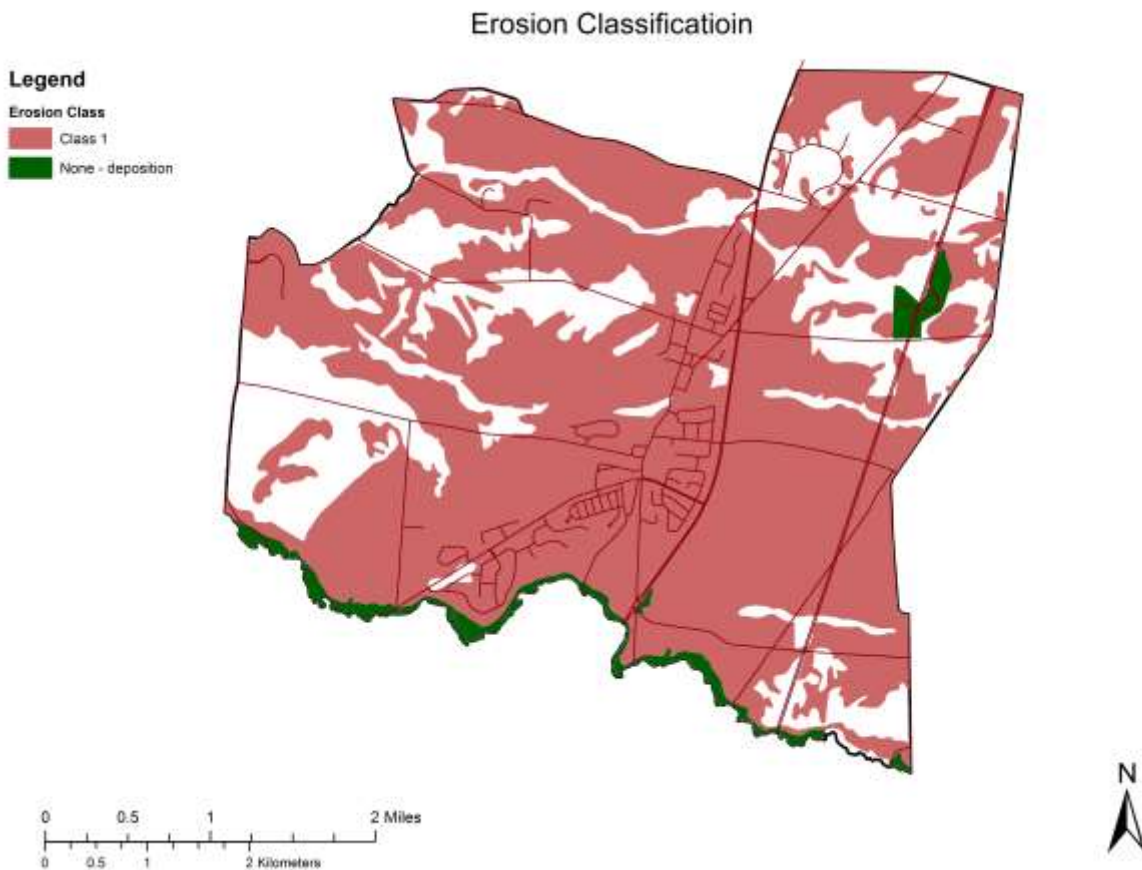 Erosion Classificatioin
Legend
Erosion Class
Class 1
None - deposition
N
0 0.5 1 2 Miles
0 0.5 1 2 Kilometers